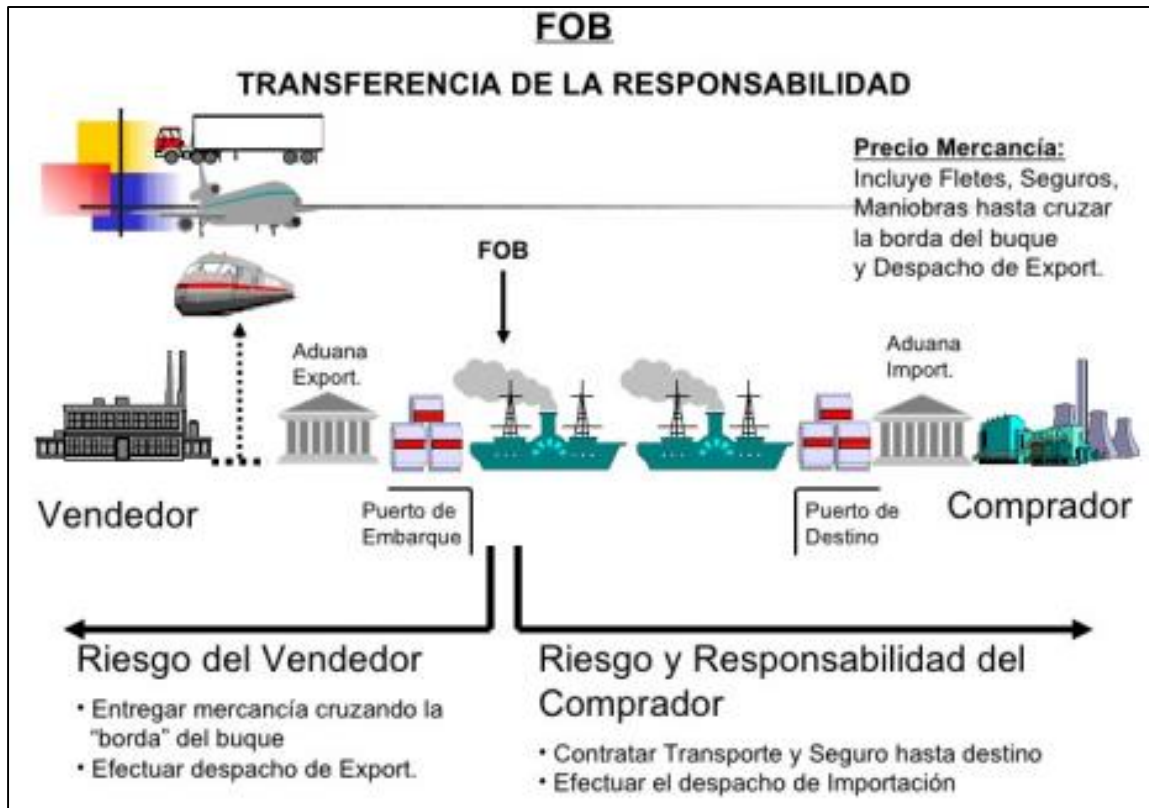 FOB
TRANSFERENCIA DE LA RESPONSABILIDAD
Precio Mercancía:
Incluye Fletes, Seguros,
Maniobras hasta cruzar
la borda del buque
y Despacho de Export.
FOB
Aduana
Export.
Aduana
Import.
Vendedor
Puerto de
Embarque
Puerto de
Destino
Comprador
Riesgo del Vendedor
• Entregar mercancía cruzando la
“borda” del buque
• Efectuar despacho de Export.
Riesgo y Responsabilidad del
Comprador
• Contratar Transporte y Seguro hasta destino
• Efectuar el despacho de Importación